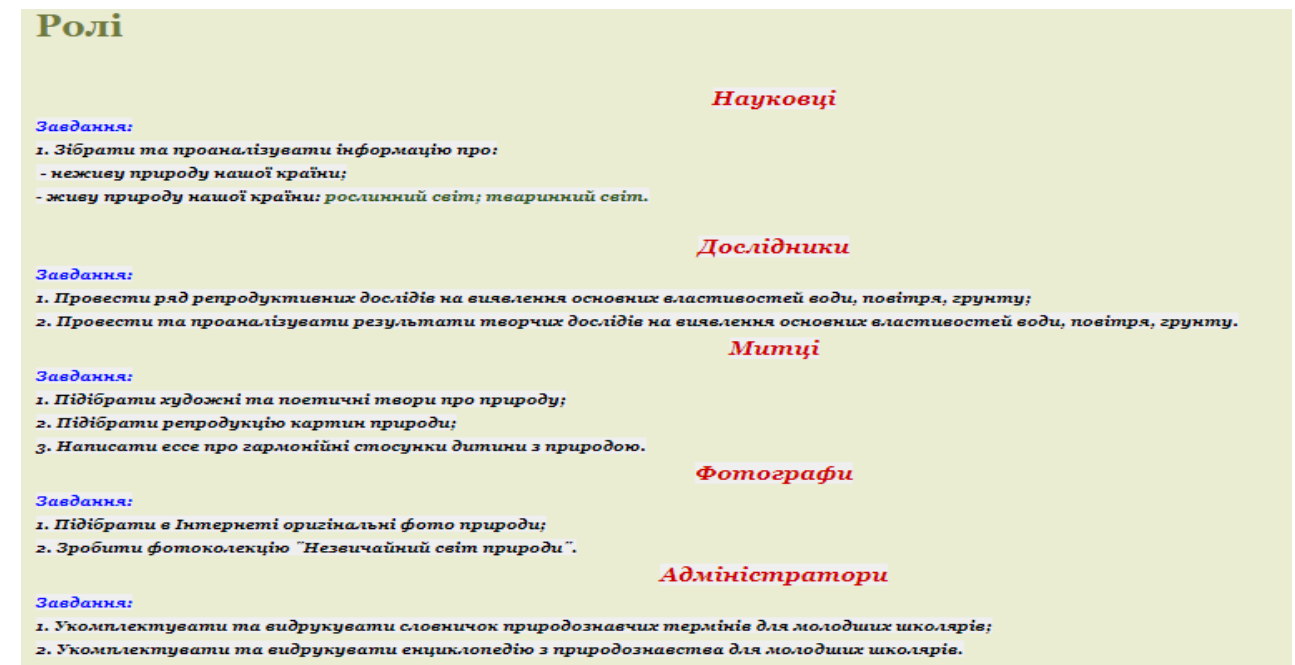 Ролі
Науковці
Завдання:
1. Зібрати та проаналізувати інформацію про:
- неживу природу нашої країни;
- живу природу нашої країни: рослинний світ; тваринний світ.
Дослідники
Завдання:
1. Провести ряд репродуктивних дослідів на виявлення основних властивостей води, повітря, грунту;
2. Провести та проаналізувати результати творчих дослідів на виявлення основних властивостей води, повітря, грунту.
Митці
Завдання:
1. Підібрати художні та поетичні твори про природу;
2. Підібрати репродукцію картин природи;
3. Написати ессе про гармонійні стосунки дитини з природою.
Фотографи
Завдання:
1. Підібрати в Інтернеті оригінальні фото природи;
2. Зробити фотоколекцію "Незвичайний світ природи".
Адміністратори
Завдання:
1. Укомплектувати та видрукувати словничок природознавчих термінів для молодших школярів;
2. Укомплектувати та видрукувати енциклопедію з природознавства для молодших школярів.